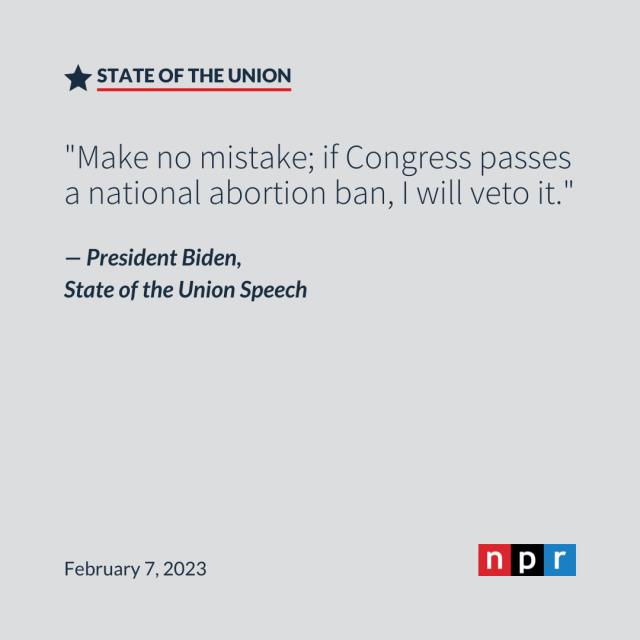 STATE OF THE UNION
"Make no mistake; if Congress passes
a national abortion ban, I will veto it."
— President Biden,
State of the Union Speech
February 7, 2023
npr